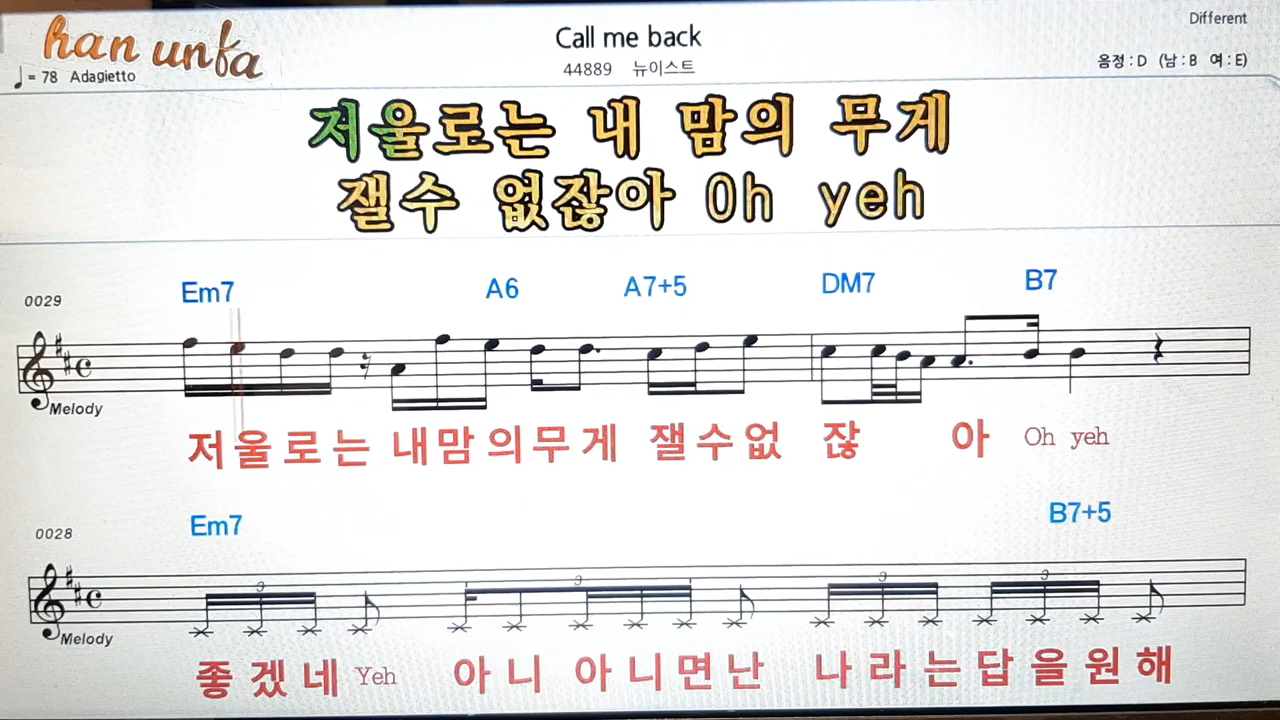 han unfa
Call me back
Different
♩ = 78 Adagietto
44889 뉴이스트
음정 : D (남 : B 여 : E)
저울로는 내 맘의 무게
잴수 없잖아 Oh yeh
0029
Em7 A6 A7+5 DM7 B7
Melody
저울로는 내맘의무게 잴수없 잖 아 Oh yeh
0028
Em7 B7+5
3 3 3 3
Melody
좋겠네 Yeh 아니 아니면난 나라는답을원해